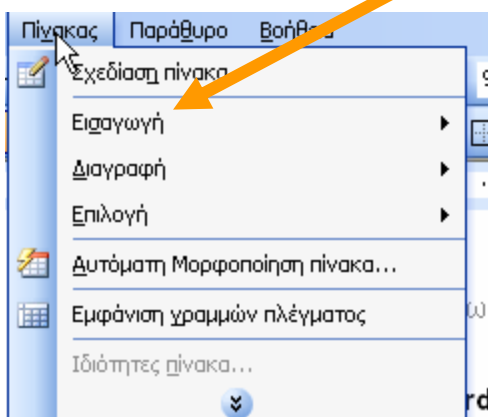 Πίνακας Παράθυρο Βοήθεια
Σχεδίαση πίνακα
Εισαγωγή
Διαγραφή
Επιλογή
Αυτόματη Μορφοποίηση πίνακα...
Εμφάνιση γραμμών πλέγματος
Ιδιότητες πίνακα...